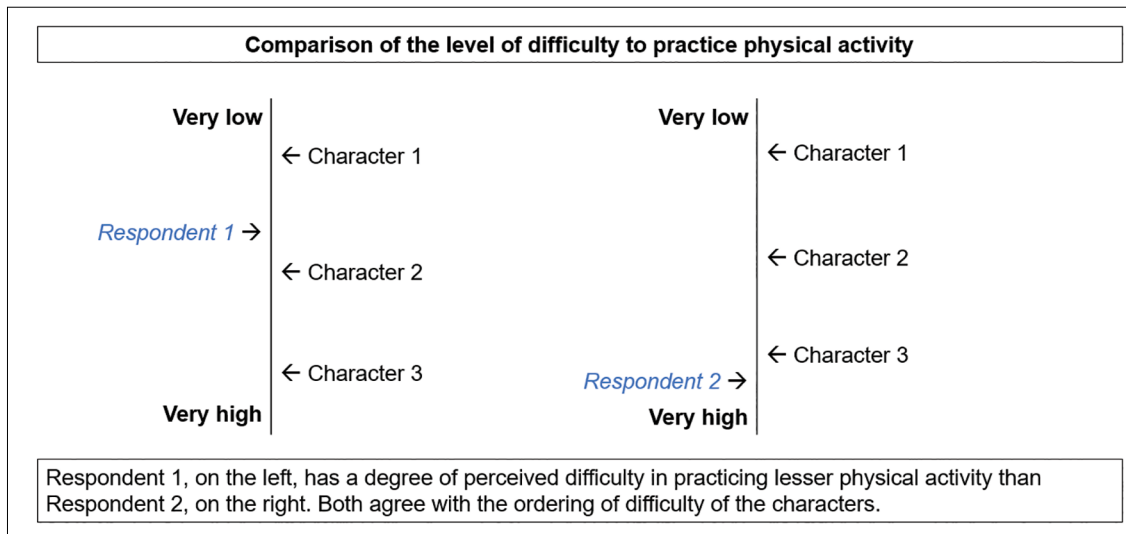 Comparison of the level of difficulty to practice physical activity
Very low
← Character 1
Respondent 1 →
← Character 2
← Character 3
Very high
Very low
← Character 1
← Character 2
← Character 3
Respondent 2 →
Very high
Respondent 1, on the left, has a degree of perceived difficulty in practicing lesser physical activity than
Respondent 2, on the right. Both agree with the ordering of difficulty of the characters.